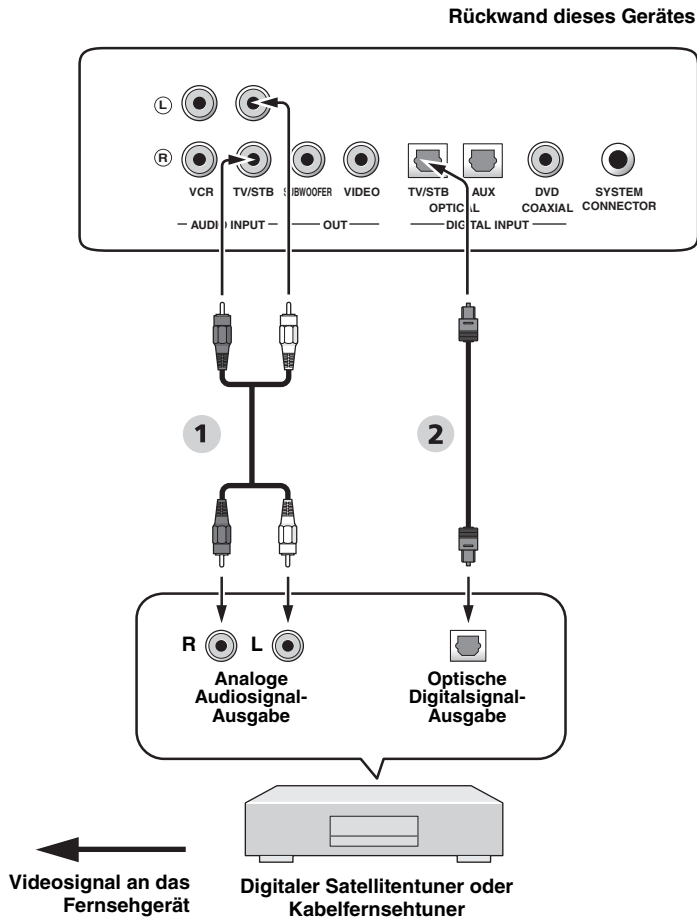 Rückwand dieses Gerätes
L
R
VCR TV/STB SUBWOOFER VIDEO TV/STB AUX DVD SYSTEM
OPTICAL COAXIAL CONNECTOR
AUDIO INPUT OUT DIGITAL INPUT
1 2
R L
Analoge
Audiosignal-
Ausgabe
Optische
Digitalsignal-
Ausgabe
Videosignal an das
Fernsehgerät
Digitaler Satellitentuner oder
Kabelfernsehtuner